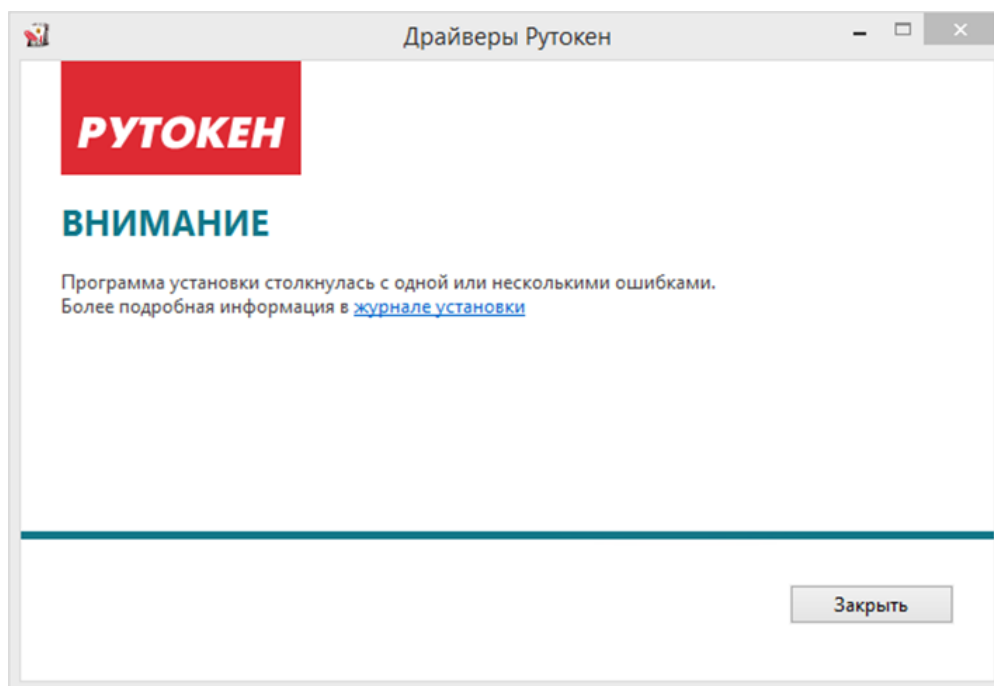 Драйверы Рутокен
РУТОКЕН
ВНИМАНИЕ
Программа установки столкнулась с одной или несколькими ошибками.
Более подробная информация в журнале установки
Закрыть